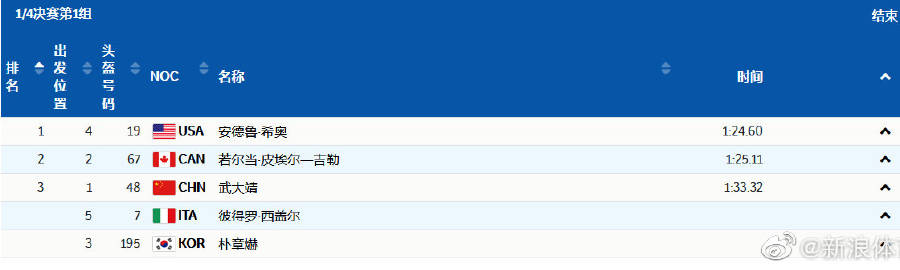 1/4决赛第1组 结束
排名 出发位置 头盔号码 NOC 名称 时间
1 4 19 USA 安德鲁·希奥 1:24.60
2 2 67 CAN 若尔当·皮埃尔—吉勒 1:25.11
3 1 48 CHN 武大靖 1:33.32
5 7 ITA 彼得罗·西盖尔
3 195 KOR 朴章爀
@新浪体